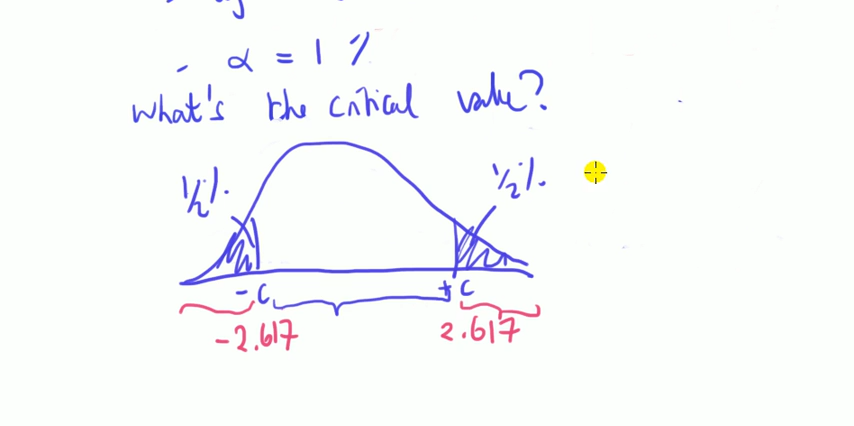 - α = 1 %
what's the critical value?
½%. ½%.
- c + c
-2.617 2.617